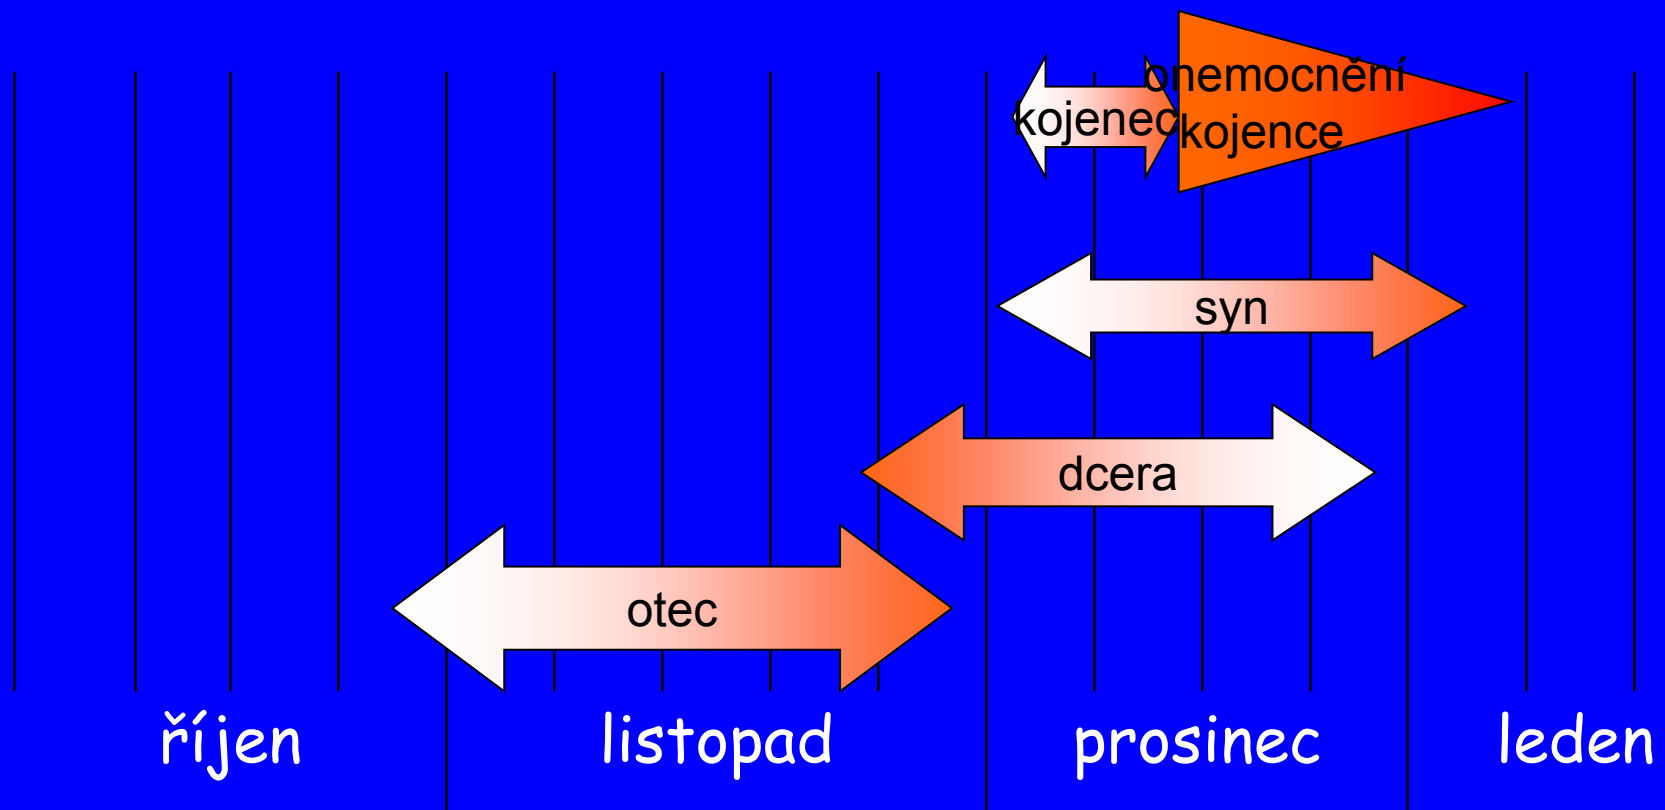 onemocnění
kojence
kojenec
syn
dcera
otec
říjen listopad prosinec leden